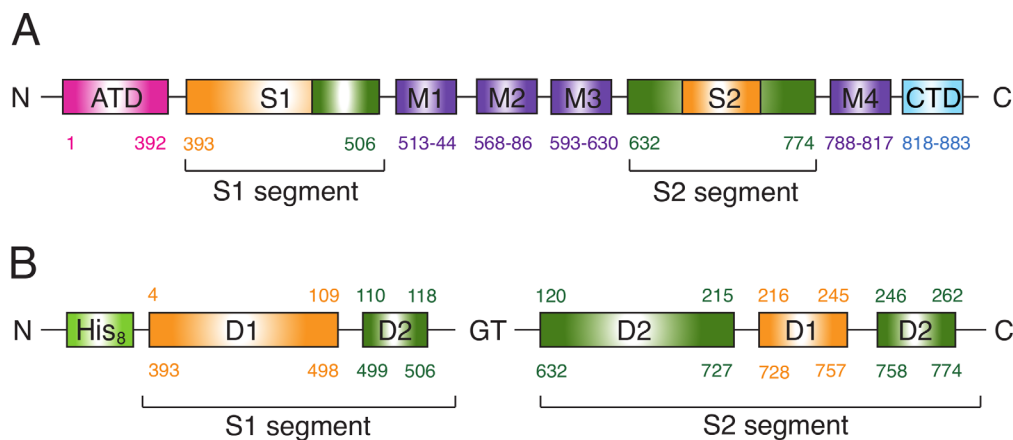 A
N ATD S1 M1 M2 M3 S2 M4 CTD C
1 392 393 506 513-44 568-86 593-630 632 774 788-817 818-883
S1 segment S2 segment
B
4 109 110 118 120 215 216 245 246 262
N His₈ D1 D2 GT D2 D1 D2 C
393 498 499 506 632 727 728 757 758 774
S1 segment S2 segment